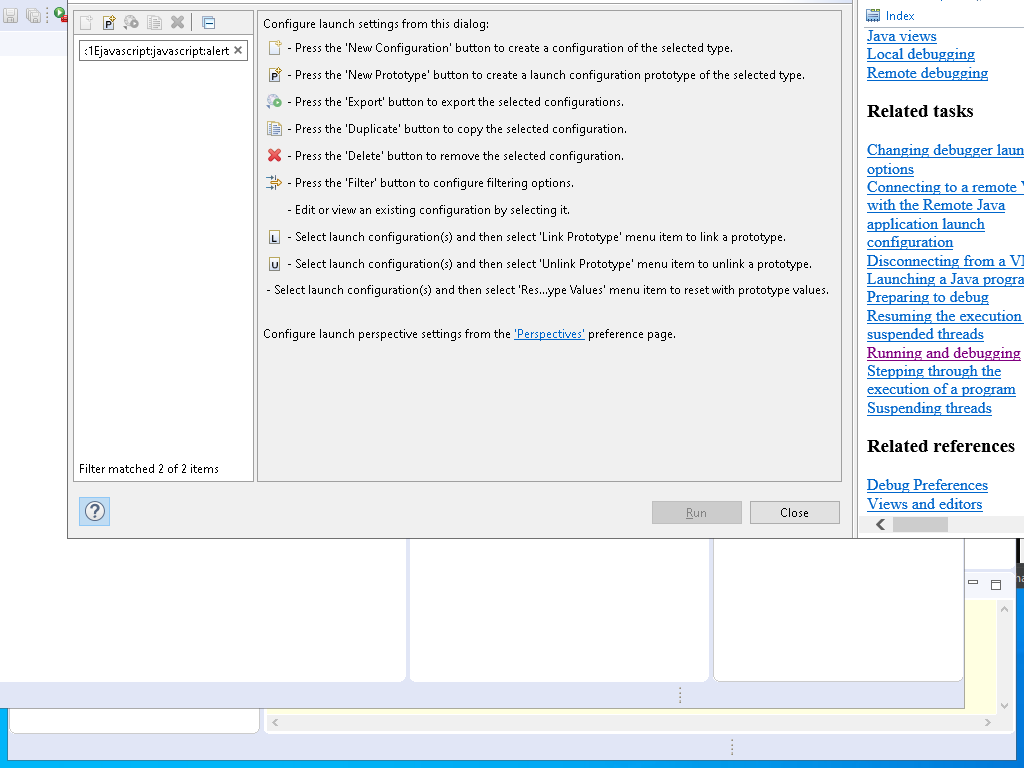 :1Ejavascript:javascript:alert
Filter matched 2 of 2 items
Configure launch settings from this dialog:
- Press the 'New Configuration' button to create a configuration of the selected type.
- Press the 'New Prototype' button to create a launch configuration prototype of the selected type.
- Press the 'Export' button to export the selected configurations.
- Press the 'Duplicate' button to copy the selected configuration.
- Press the 'Delete' button to remove the selected configuration.
- Press the 'Filter' button to configure filtering options.
- Edit or view an existing configuration by selecting it.
L - Select launch configuration(s) and then select 'Link Prototype' menu item to link a prototype.
U - Select launch configuration(s) and then select 'Unlink Prototype' menu item to unlink a prototype.
- Select launch configuration(s) and then select 'Res...ype Values' menu item to reset with prototype values.
Configure launch perspective settings from the 'Perspectives' preference page.
Run
Close
Index
Java views
Local debugging
Remote debugging
Related tasks
Changing debugger laun
options
Connecting to a remote V
with the Remote Java
application launch
configuration
Disconnecting from a VM
Launching a Java progra
Preparing to debug
Resuming the execution
suspended threads
Running and debugging
Stepping through the
execution of a program
Suspending threads
Related references
Debug Preferences
Views and editors